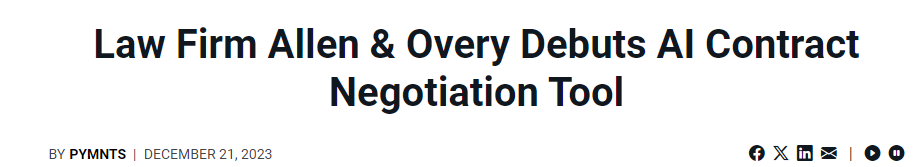 Law Firm Allen & Overy Debuts AI Contract
Negotiation Tool
BY PYMNTS | DECEMBER 21, 2023